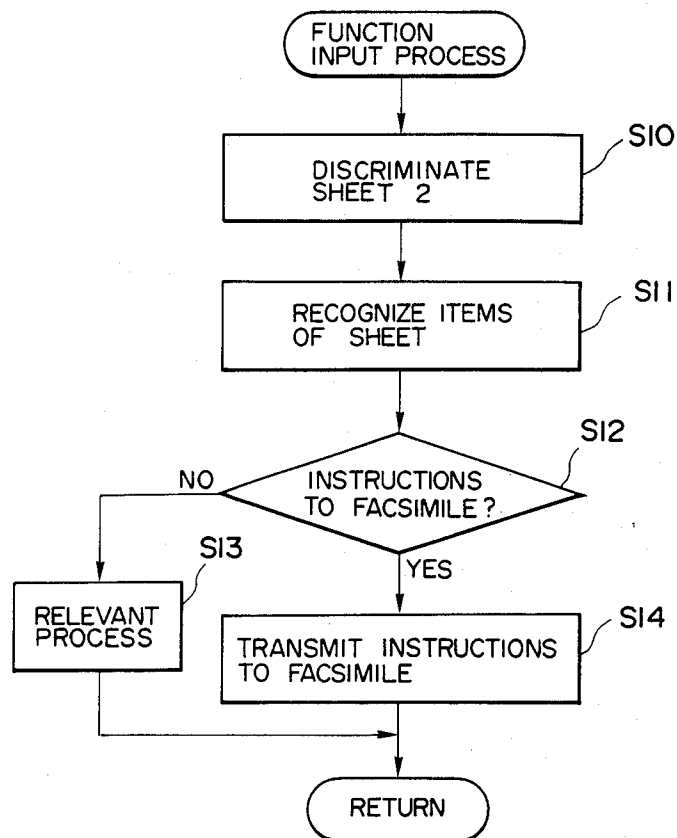 FUNCTION
INPUT PROCESS
S10
DISCRIMINATE
SHEET 2
S11
RECOGNIZE ITEMS
OF SHEET
S12
NO
INSTRUCTIONS
TO FACSIMILE?
S13
YES
RELEVANT
PROCESS
S14
TRANSMIT INSTRUCTIONS
TO FACSIMILE
RETURN